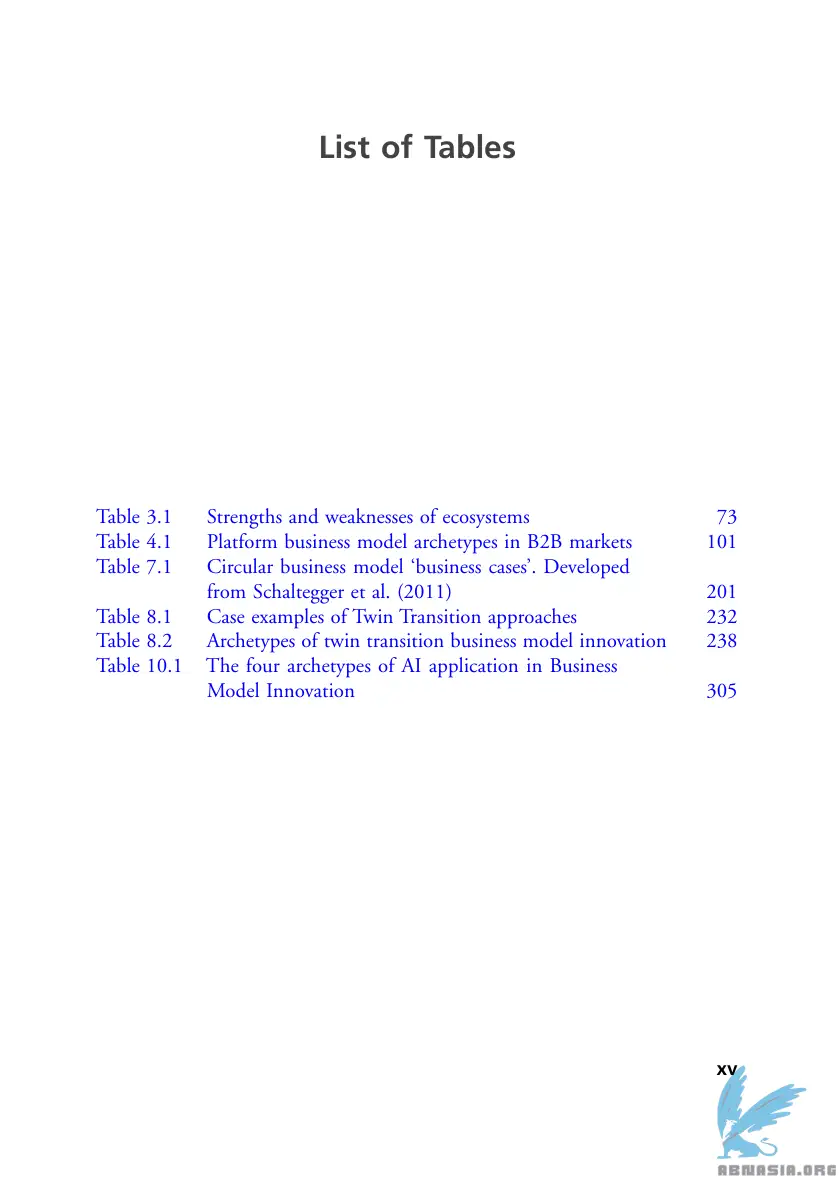 List of Tables
Table 3.1 Strengths and weaknesses of ecosystems 73
Table 4.1 Platform business model archetypes in B2B markets 101
Table 7.1 Circular business model ‘business cases’. Developed
from Schaltegger et al. (2011) 201
Table 8.1 Case examples of Twin Transition approaches 232
Table 8.2 Archetypes of twin transition business model innovation 238
Table 10.1 The four archetypes of AI application in Business
Model Innovation 305
xv
ABNASIA.ORG